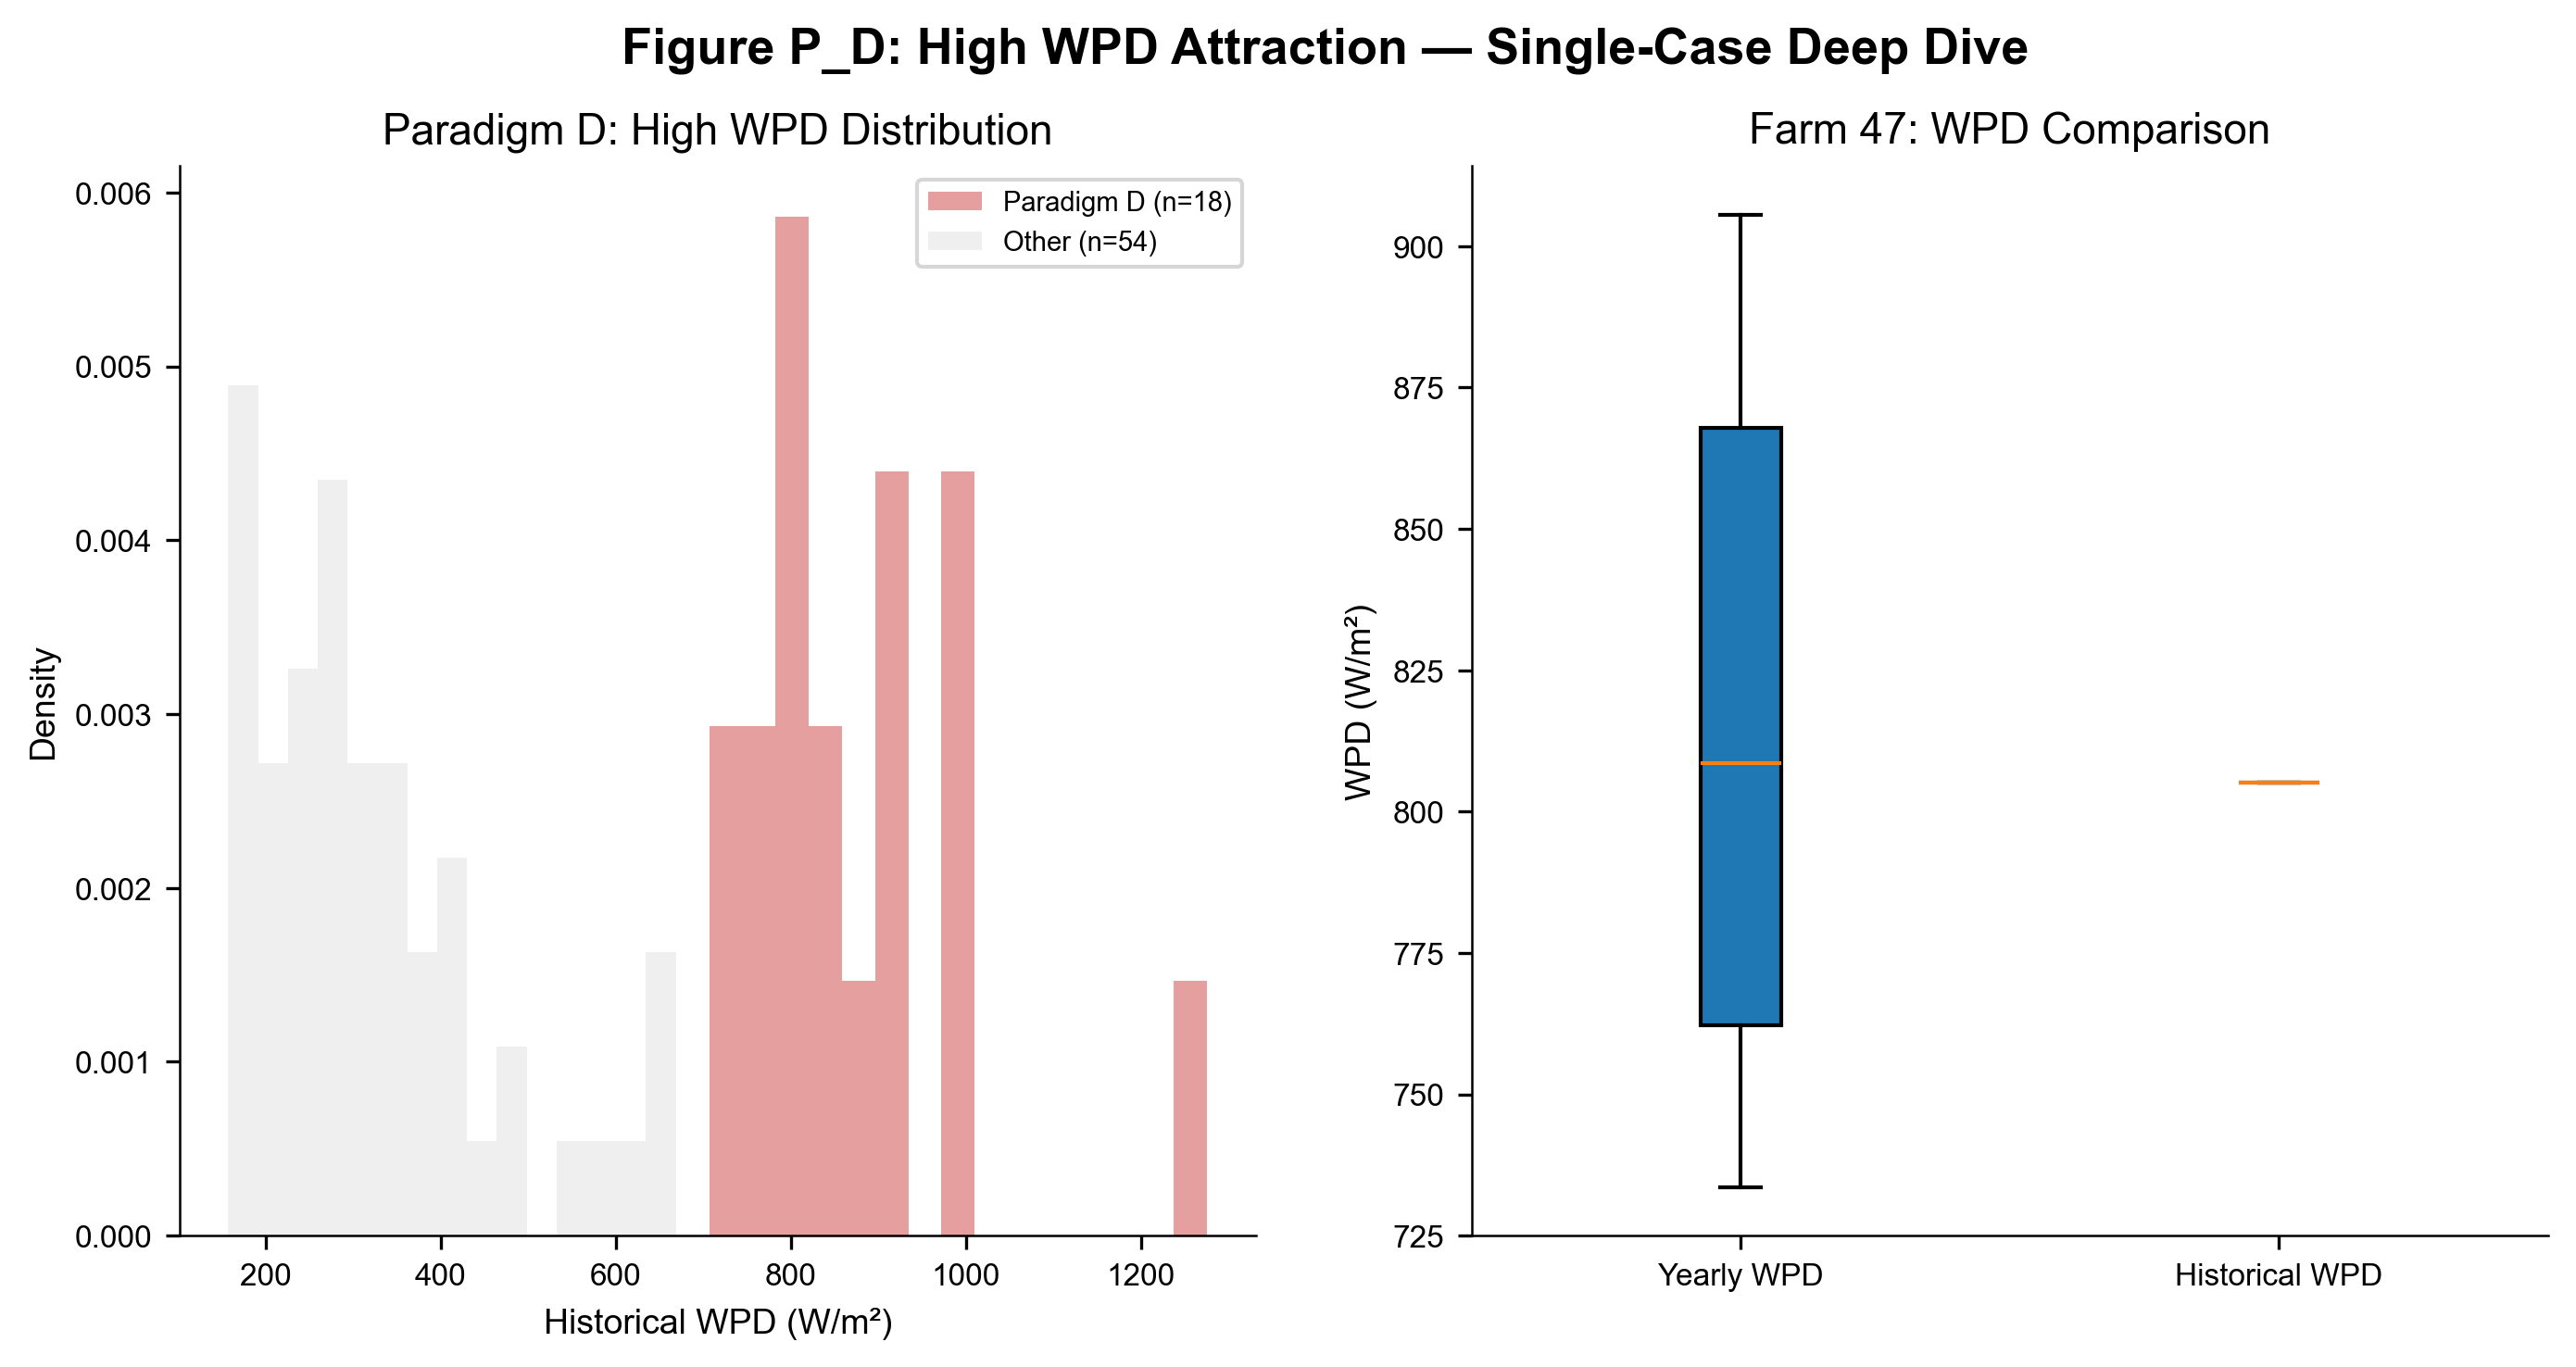 Figure P_D: High WPD Attraction — Single-Case Deep Dive
Paradigm D: High WPD Distribution
Paradigm D (n=18)
Other (n=54)
0.006
0.005
0.004
0.003
0.002
0.001
0.000
Density
200 400 600 800 1000 1200
Historical WPD (W/m²)
Farm 47: WPD Comparison
900
875
850
825
800
775
750
725
WPD (W/m²)
Yearly WPD Historical WPD